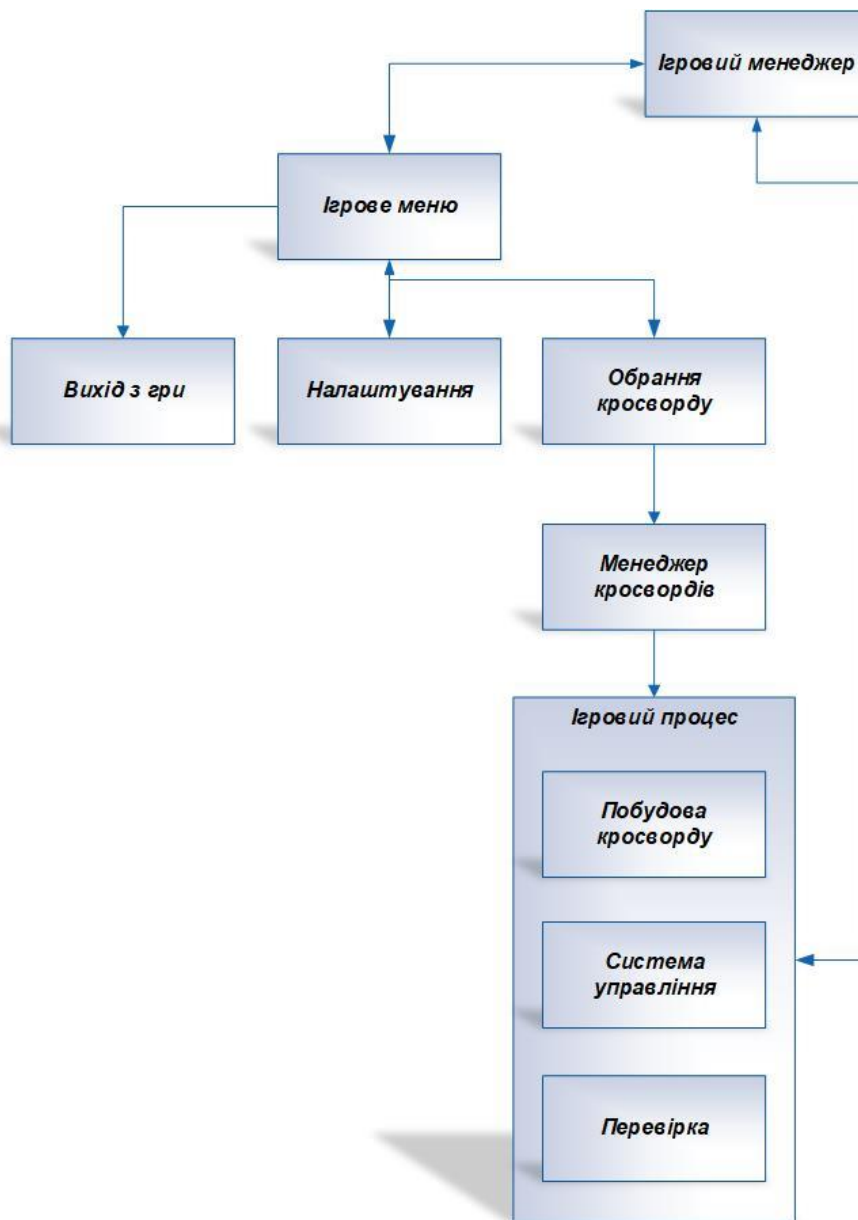 Ігровий менеджер
Ігрове меню
Вихід з гри
Налаштування
Обрання
кросворду
Менеджер
кросвордів
Ігровий процес
Побудова
кросворду
Система
управління
Перевірка